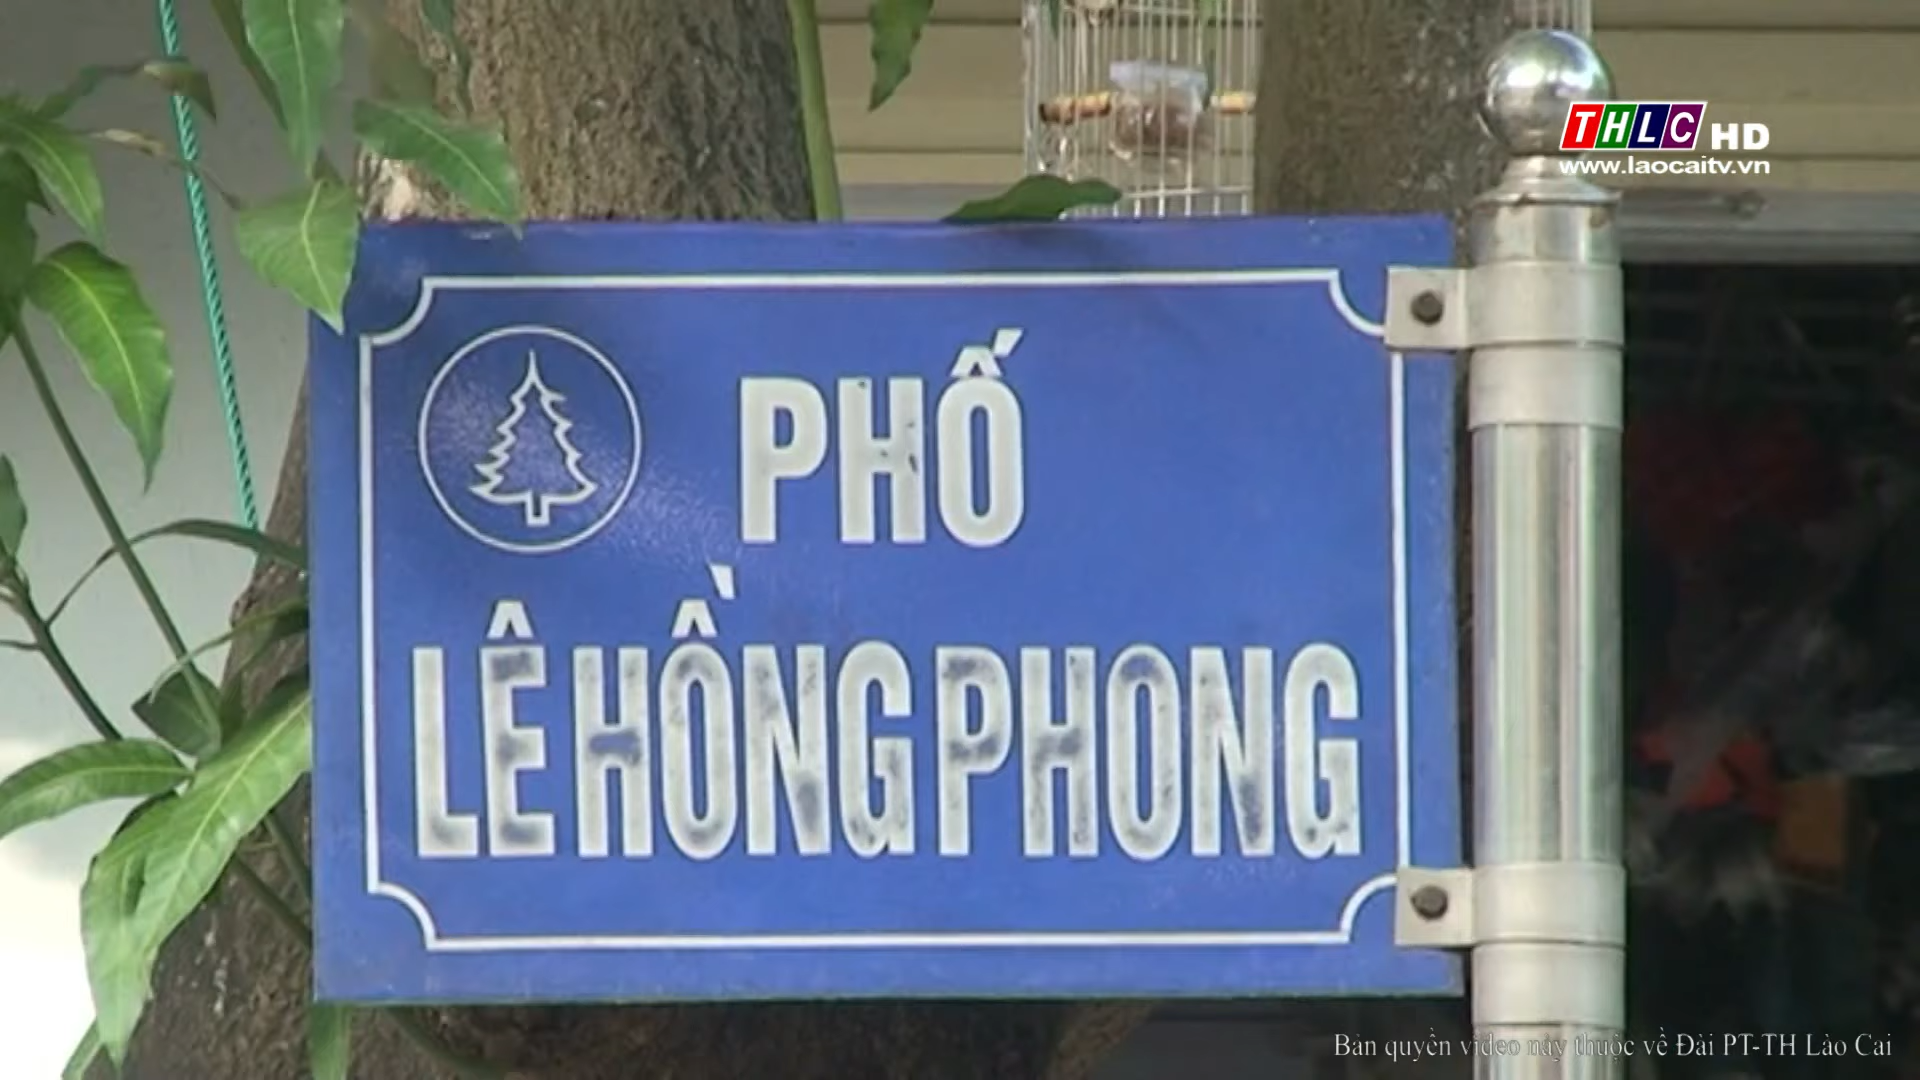 THLC HD
www.laocaitv.vn
PHỐ
LÊ HỒNG PHONG
Bản quyền video này thuộc về Đài PT-TH Lào Cai